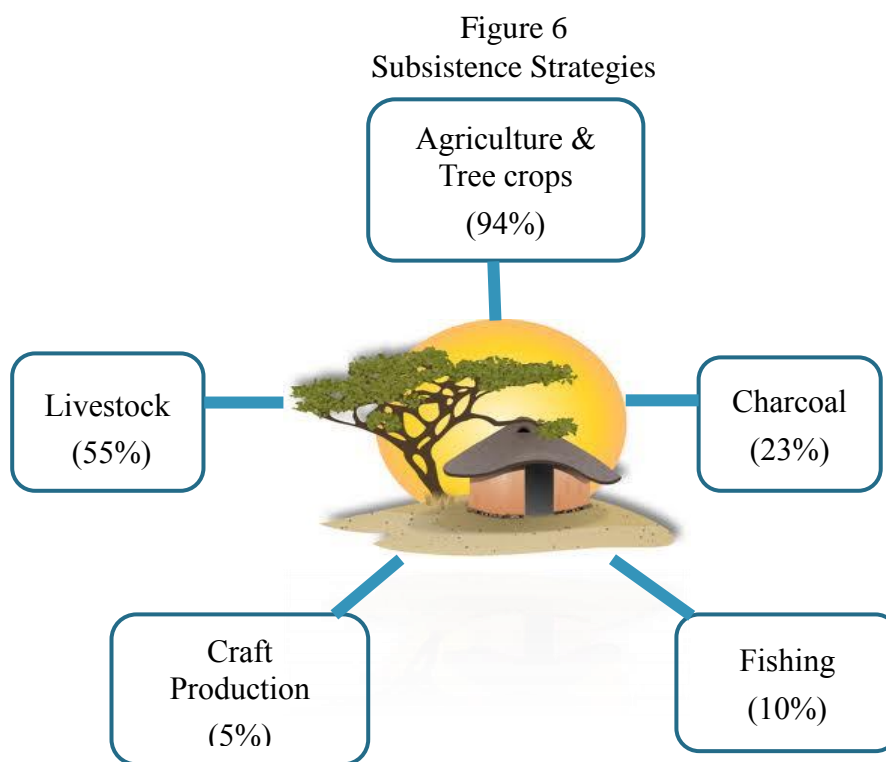 Figure 6
Subsistence Strategies
Agriculture &
Tree crops
(94%)
Livestock
(55%)
Charcoal
(23%)
Craft
Production
(5%)
Fishing
(10%)